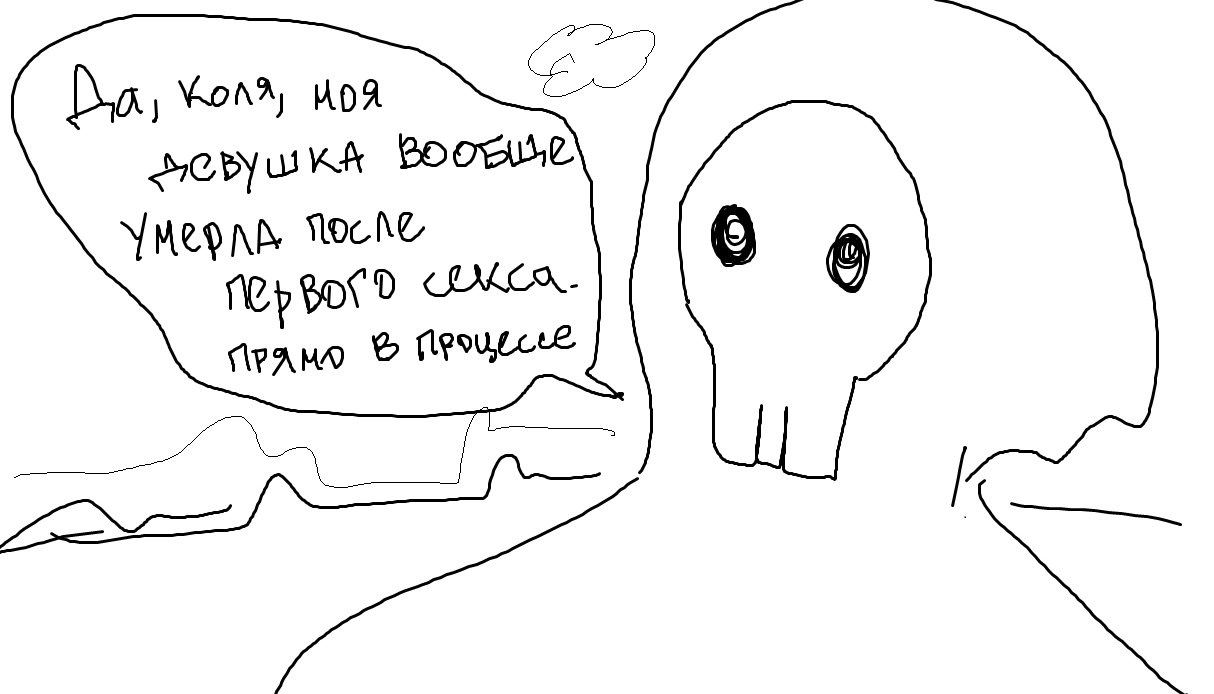 Да, Коля, моя
девушка вообще
умерла после
первого секса.
прямо в процессе